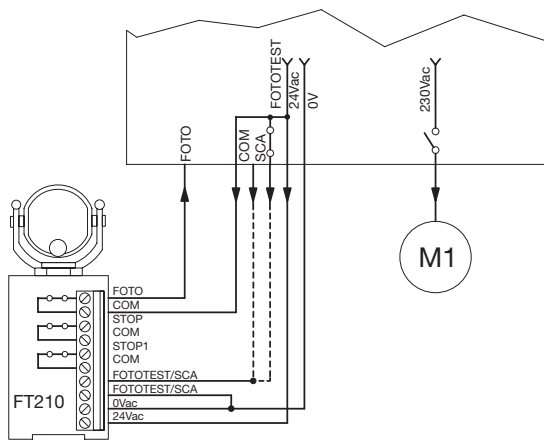 FOTOTEST
24Vac
0V
230Vac
FOTO
COM
SCA
M1
FOTO
COM
STOP
COM
STOP1
COM
FOTOTEST/SCA
FOTOTEST/SCA
0Vac
24Vac
FT210